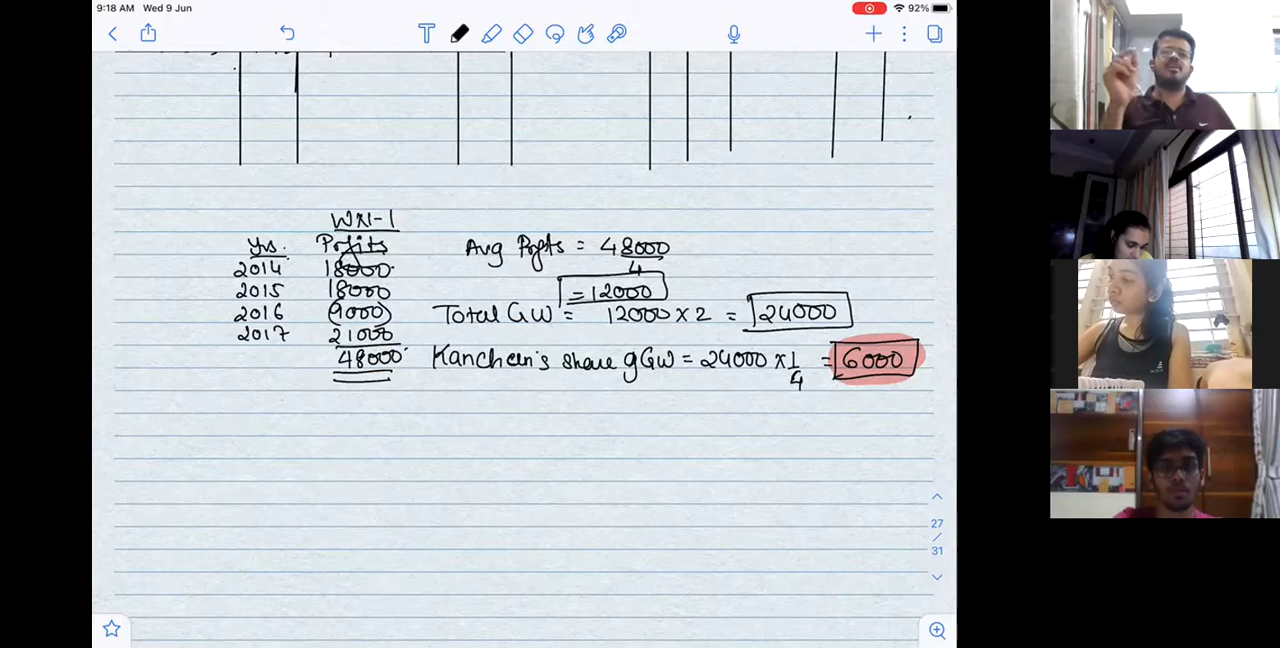 9:18 AM Wed 9 Jun
92%
WN-1
Yrs. Profits
2014 18000
2015 18000
2016 (9000)
2017 21000
48000
Avg Profits = 48000
4
= 12000
Total GW = 12000 × 2 = 24000
Kanchan's share of GW = 24000 × 1 = 6000
4
27
/
31